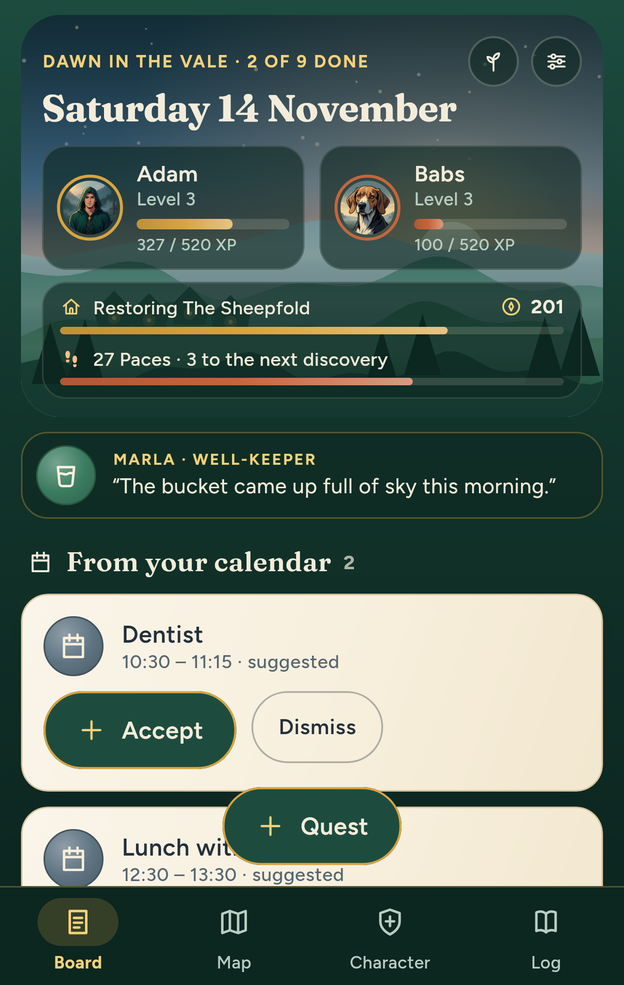 DAWN IN THE VALE · 2 OF 9 DONE
Saturday 14 November
Adam
Level 3
327 / 520 XP
Babs
Level 3
100 / 520 XP
Restoring The Sheepfold
201
27 Paces · 3 to the next discovery
MARLA · WELL-KEEPER
“The bucket came up full of sky this morning.”
From your calendar 2
Dentist
10:30 – 11:15 · suggested
Accept
Dismiss
Quest
Lunch
12:30 – 13:30 · suggested
Board
Map
Character
Log